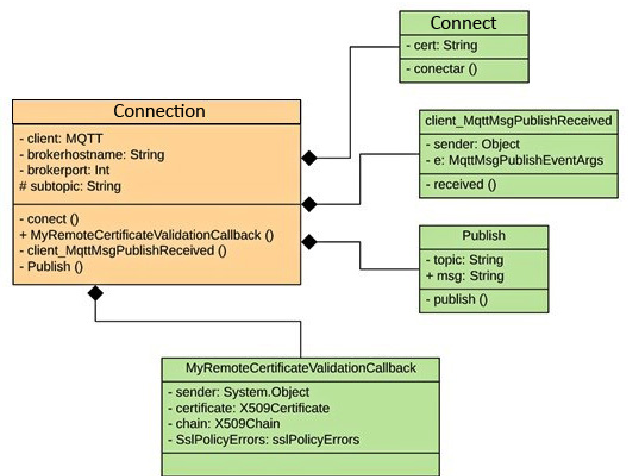 Connect
- cert: String
- conectar ()
Connection
- client: MQTT
- brokerhostname: String
- brokerport: Int
# subtopic: String
- conect ()
+ MyRemoteCertificateValidationCallback ()
- client_MqttMsgPublishReceived ()
- Publish ()
client_MqttMsgPublishReceived
- sender: Object
- e: MqttMsgPublishEventArgs
- received ()
Publish
- topic: String
+ msg: String
- publish ()
MyRemoteCertificateValidationCallback
- sender: System.Object
- certificate: X509Certificate
- chain: X509Chain
- SslPolicyErrors: sslPolicyErrors